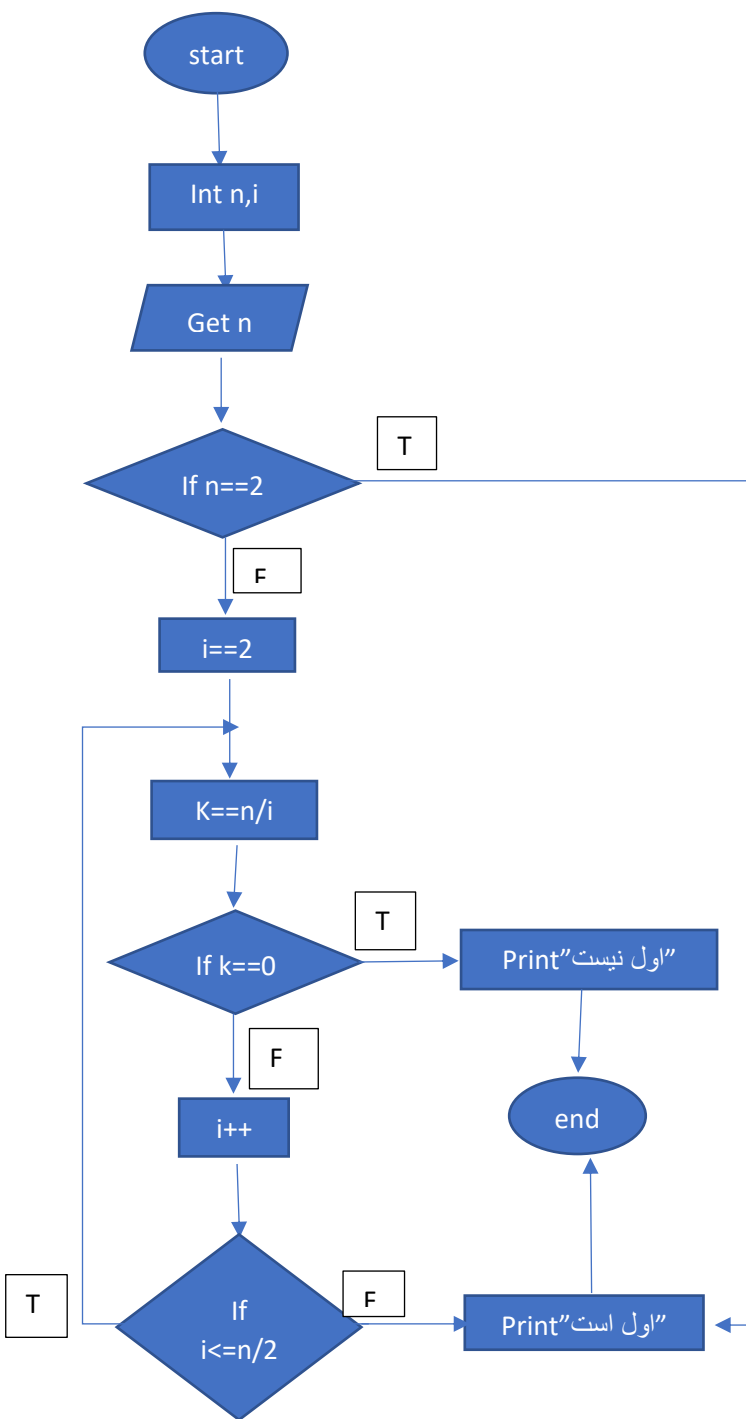 start
Int n,i
Get n
If n==2
T
F
i==2
K==n/i
If k==0
T
Print”اول نیست”
F
i++
end
If
i<=n/2
T
F
Print”اول است”